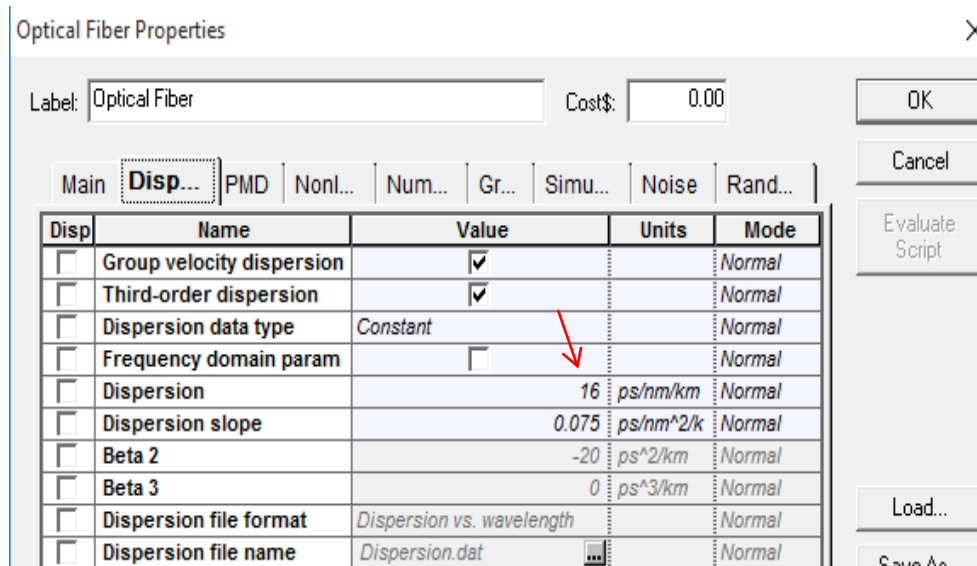 Optical Fiber Properties
Label: Optical Fiber Cost$: 0.00 OK
Cancel
Main Disp... PMD Nonl... Num... Gr... Simu... Noise Rand...
Evaluate
Script
Disp Name Value Units Mode
Group velocity dispersion Normal
Third-order dispersion Normal
Dispersion data type Constant Normal
Frequency domain param Normal
Dispersion 16 ps/nm/km Normal
Dispersion slope 0.075 ps/nm^2/k Normal
Beta 2 -20 ps^2/km Normal
Beta 3 0 ps^3/km Normal
Dispersion file format Dispersion vs. wavelength Normal
Load...
Dispersion file name Dispersion.dat ... Normal
Save As